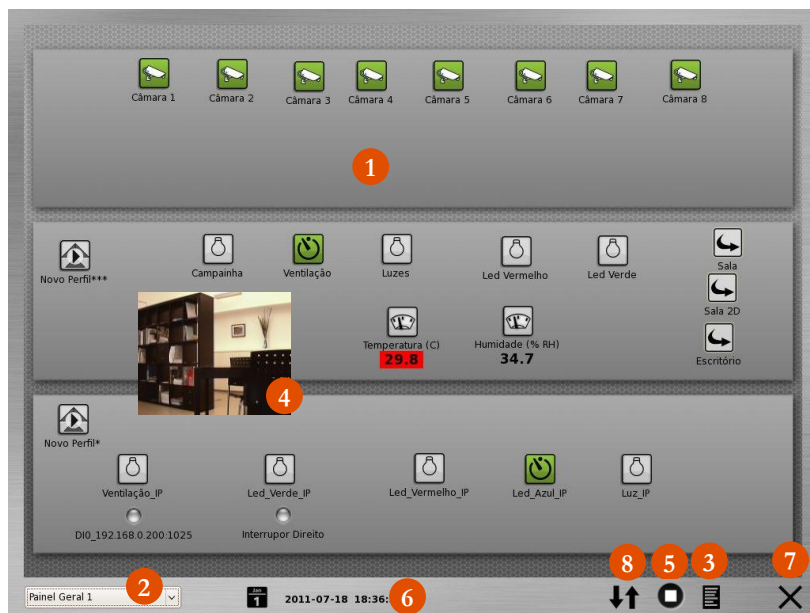 Câmara 1 Câmara 2 Câmara 3 Câmara 4 Câmara 5 Câmara 6 Câmara 7 Câmara 8
1
Campainha Ventilação Luzes Led Vermelho Led Verde Sala
Novo Perfil***
Sala 2D
Temperatura (C) Humidade (% RH)
29.8 34.7
Escritório
4
Novo Perfil*
Ventilação_IP Led_Verde_IP Led_Vermelho_IP Led_Azul_IP Luz_IP
DI0_192.168.0.200:1025 Interrupor Direito
8 5 3 7
2 6
Painel Geral 1 Jan 1 2011-07-18 18:36: